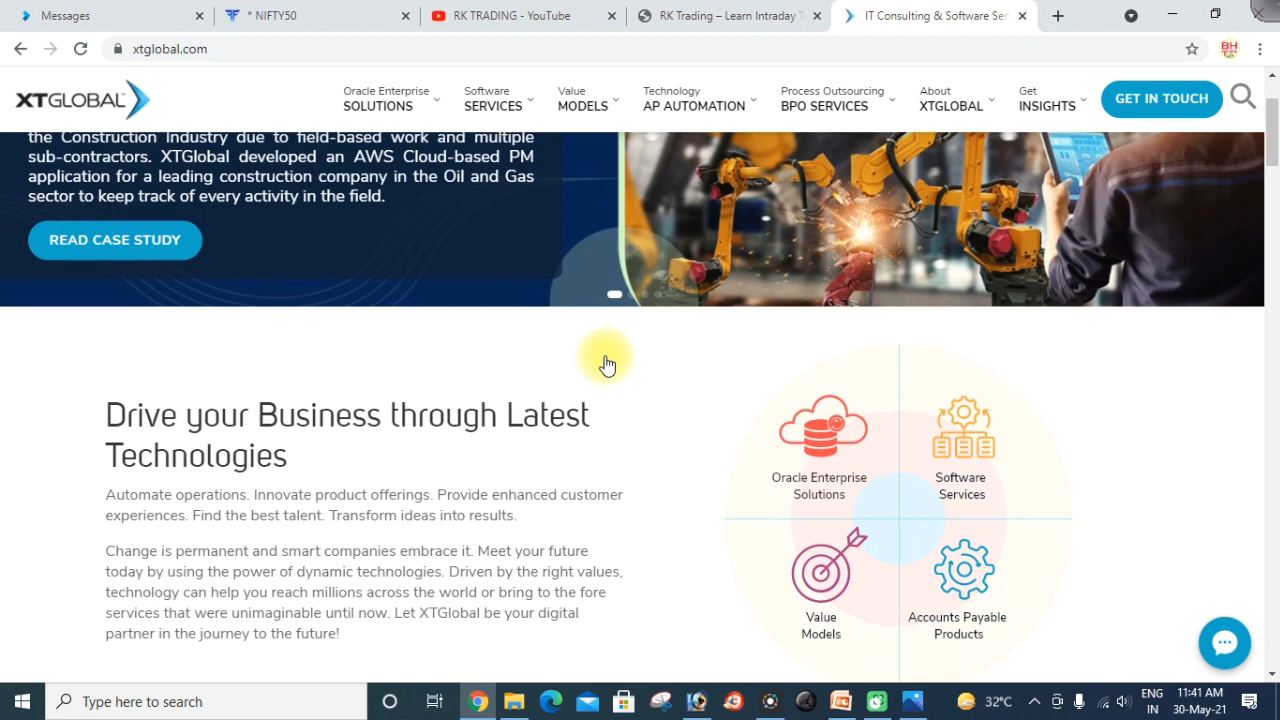 Messages
* NIFTY50
RK TRADING - YouTube
RK Trading – Learn Intraday T
IT Consulting & Software Ser
xtglobal.com
BH
XTGLOBAL
Oracle Enterprise
SOLUTIONS
Software
SERVICES
Value
MODELS
Technology
AP AUTOMATION
Process Outsourcing
BPO SERVICES
About
XTGLOBAL
Get
INSIGHTS
GET IN TOUCH
the Construction Industry due to field-based work and multiple
sub-contractors. XTGlobal developed an AWS Cloud-based PM
application for a leading construction company in the Oil and Gas
sector to keep track of every activity in the field.
READ CASE STUDY
Drive your Business through Latest
Technologies
Automate operations. Innovate product offerings. Provide enhanced customer
experiences. Find the best talent. Transform ideas into results.
Change is permanent and smart companies embrace it. Meet your future
today by using the power of dynamic technologies. Driven by the right values,
technology can help you reach millions across the world or bring to the fore
services that were unimaginable until now. Let XTGlobal be your digital
partner in the journey to the future!
Oracle Enterprise
Solutions
Software
Services
Value
Models
Accounts Payable
Products
Type here to search
32°C
ENG
IN
11:41 AM
30-May-21